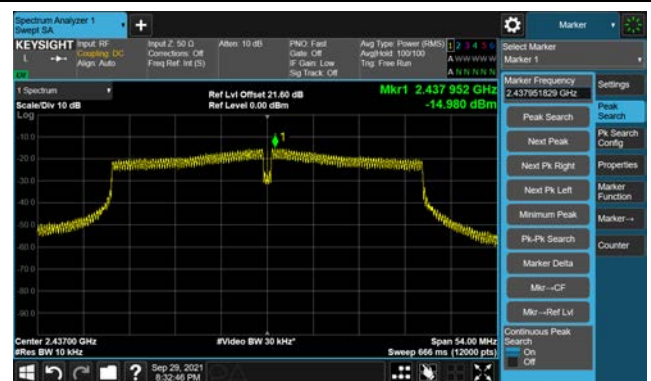 Spectrum Analyzer 1
Swept SA
Marker
KEYSIGHT Input: RF Input Z: 50 Ω Atten: 10 dB PNO: Fast Avg Type: Power (RMS) 1 2 3 4 5 6
L Coupling: DC Corrections: Off Gate: Off Avg|Hold: 100/100 A W W W W W
Align: Auto Freq Ref: Int (S) IF Gain: Low Trig: Free Run
Sig Track: Off A N N N N N
Select Marker
Marker 1
1 Spectrum
Scale/Div 10 dB
Log
Ref Lvl Offset 21.60 dB
Ref Level 0.00 dBm
Mkr1 2.437 952 GHz
-14.980 dBm
1
-10.0
-20.0
-30.0
-40.0
-50.0
-60.0
-70.0
-80.0
-90.0
Center 2.43700 GHz #Video BW 30 kHz* Span 54.00 MHz
#Res BW 10 kHz Sweep 666 ms (12000 pts)
Marker Frequency
2.437951829 GHz
Peak Search
Next Peak
Next Pk Right
Next Pk Left
Minimum Peak
Pk-Pk Search
Marker Delta
Mkr→CF
Mkr→Ref Lvl
Continuous Peak
Search
On
Off
Settings
Peak
Search
Pk Search
Config
Properties
Marker
Function
Marker→
Counter
?
Sep 29, 2021
8:32:46 PM